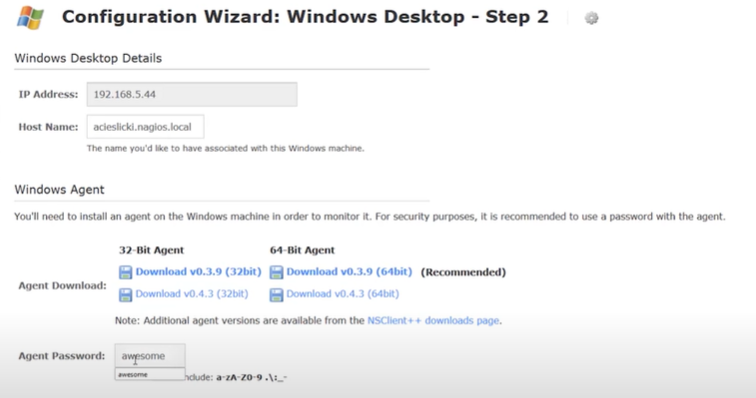 Configuration Wizard: Windows Desktop - Step 2
Windows Desktop Details
IP Address: 192.168.5.44
Host Name: acieslicki.nagios.local
The name you'd like to have associated with this Windows machine.
Windows Agent
You'll need to install an agent on the Windows machine in order to monitor it. For security purposes, it is recommended to use a password with the agent.
32-Bit Agent 64-Bit Agent
Download v0.3.9 (32bit) Download v0.3.9 (64bit) (Recommended)
Agent Download:
Download v0.4.3 (32bit) Download v0.4.3 (64bit)
Note: Additional agent versions are available from the NSClient++ downloads page.
Agent Password: awesome
awesome
nclude: a-zA-Z0-9 .\:_-